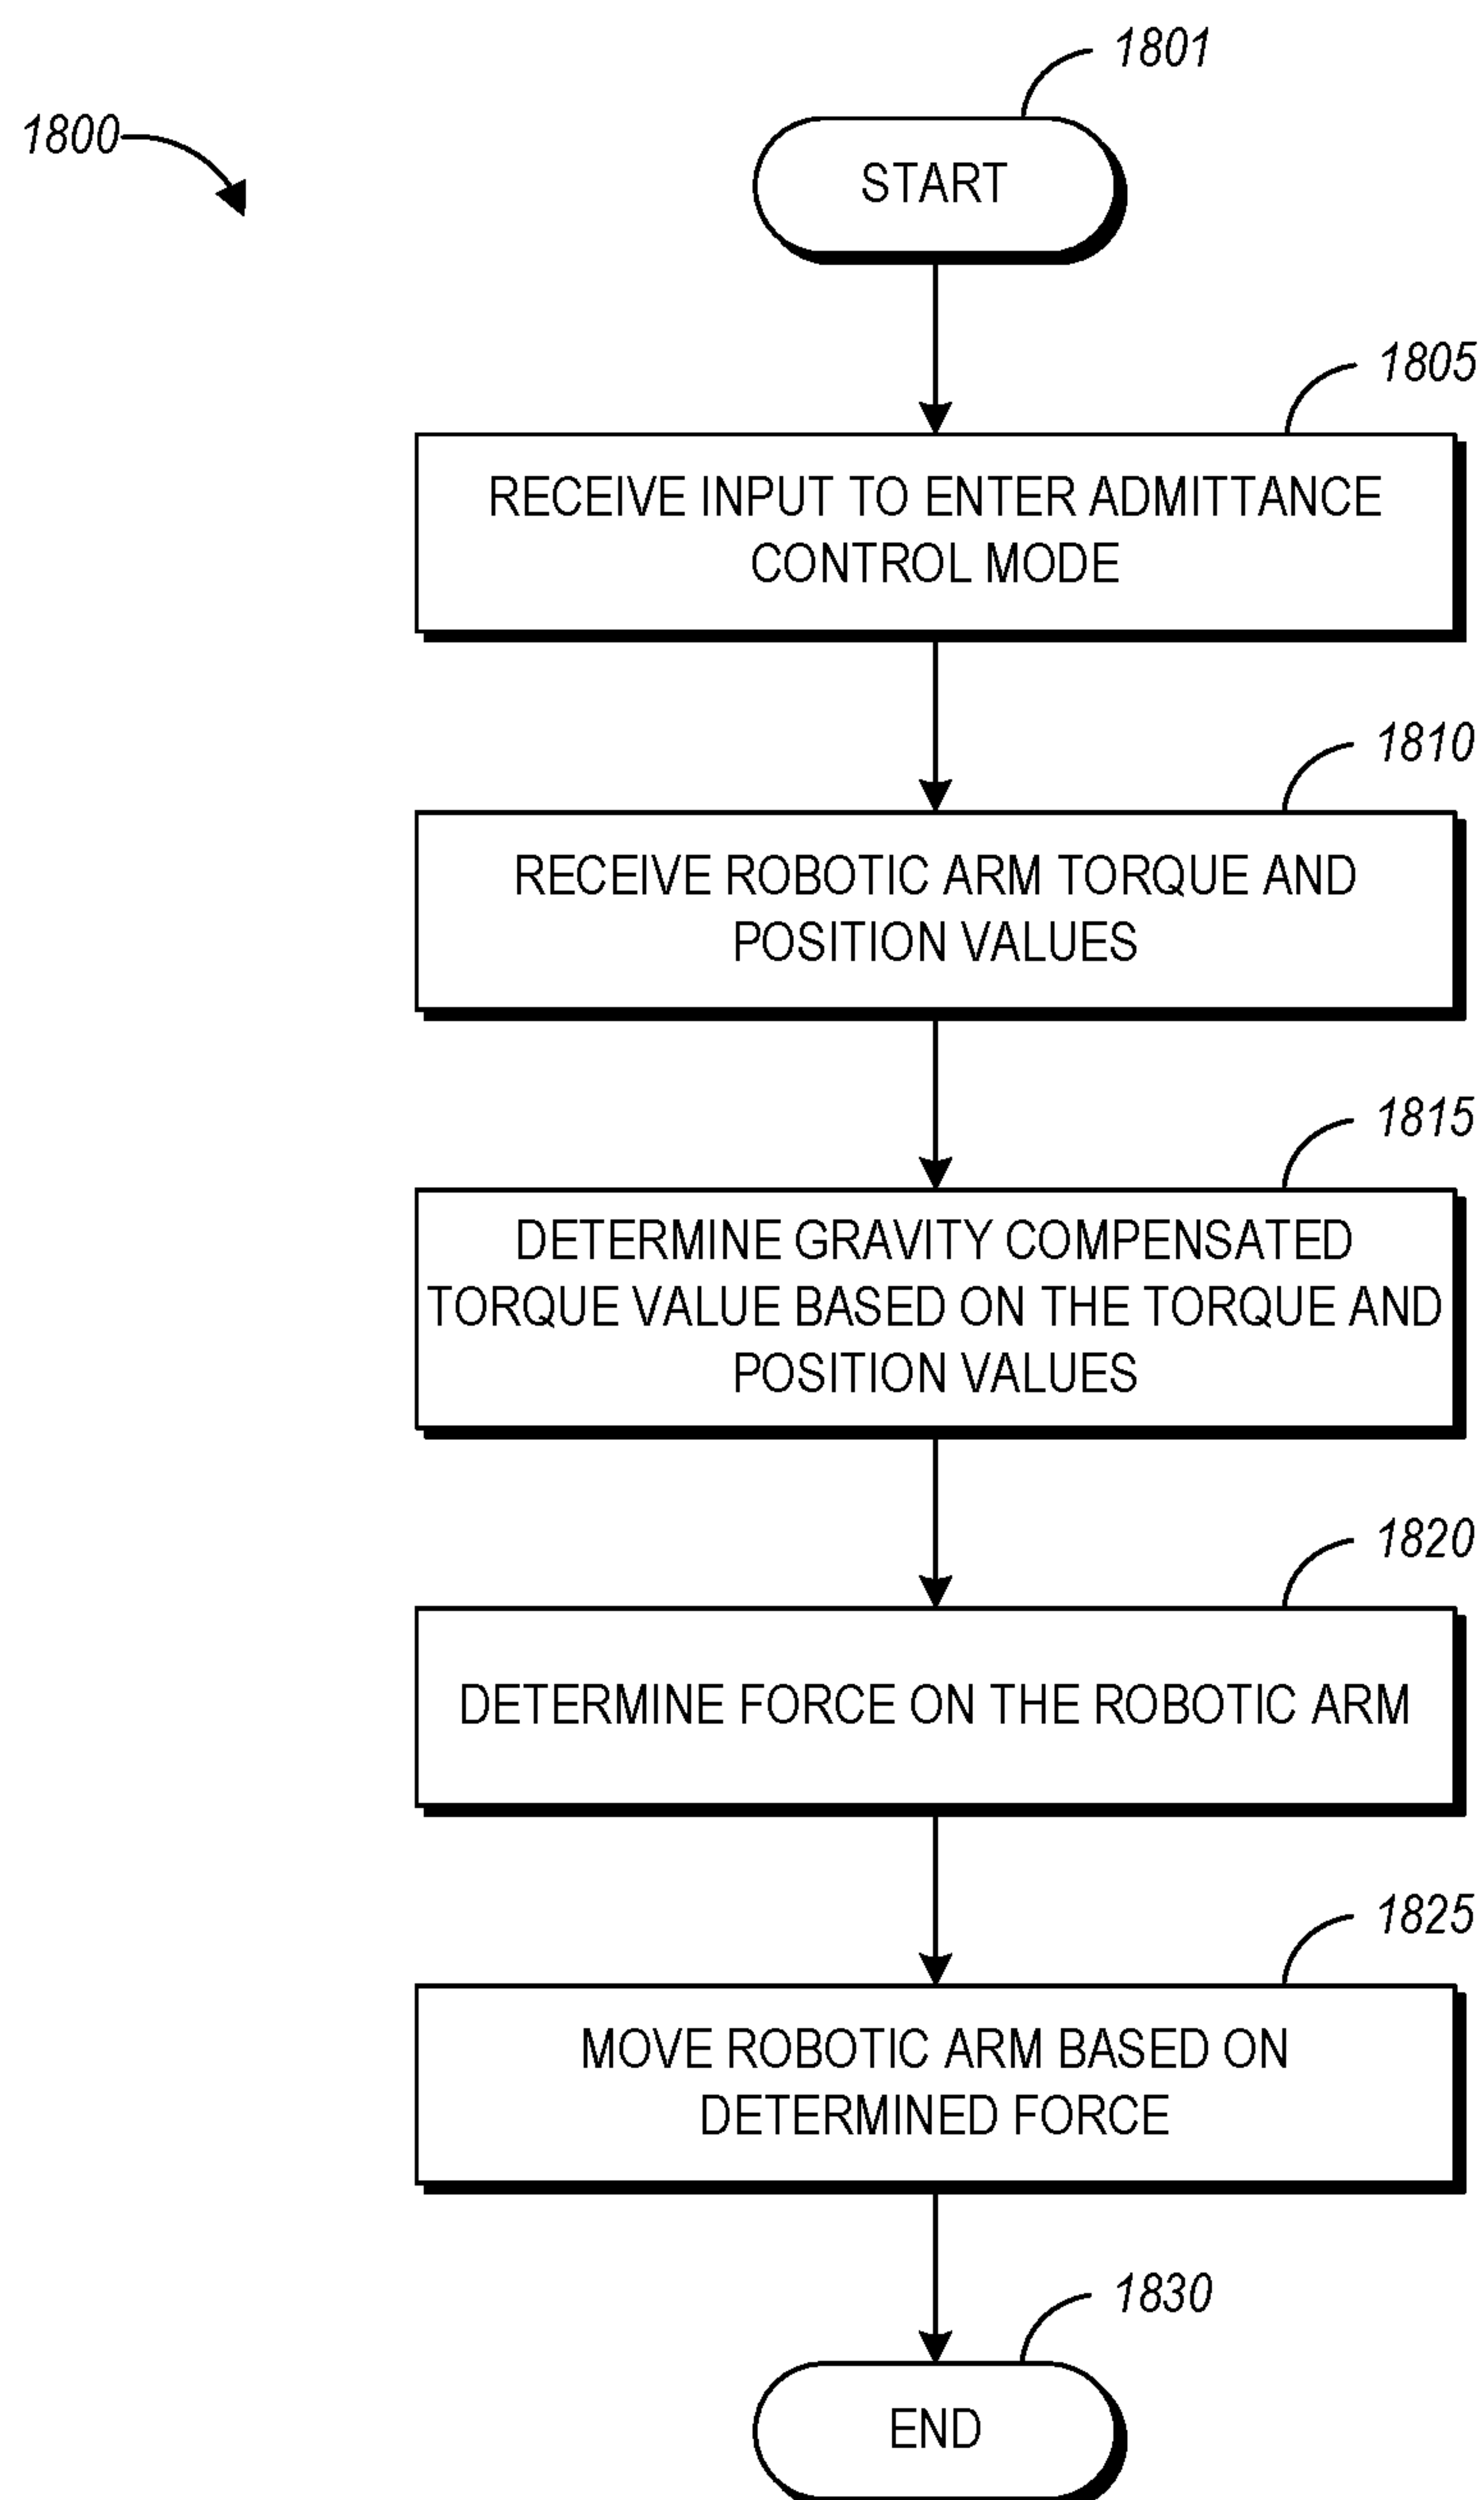 1801
1800
START
1805
RECEIVE INPUT TO ENTER ADMITTANCE
CONTROL MODE
1810
RECEIVE ROBOTIC ARM TORQUE AND
POSITION VALUES
1815
DETERMINE GRAVITY COMPENSATED
TORQUE VALUE BASED ON THE TORQUE AND
POSITION VALUES
1820
DETERMINE FORCE ON THE ROBOTIC ARM
1825
MOVE ROBOTIC ARM BASED ON
DETERMINED FORCE
1830
END